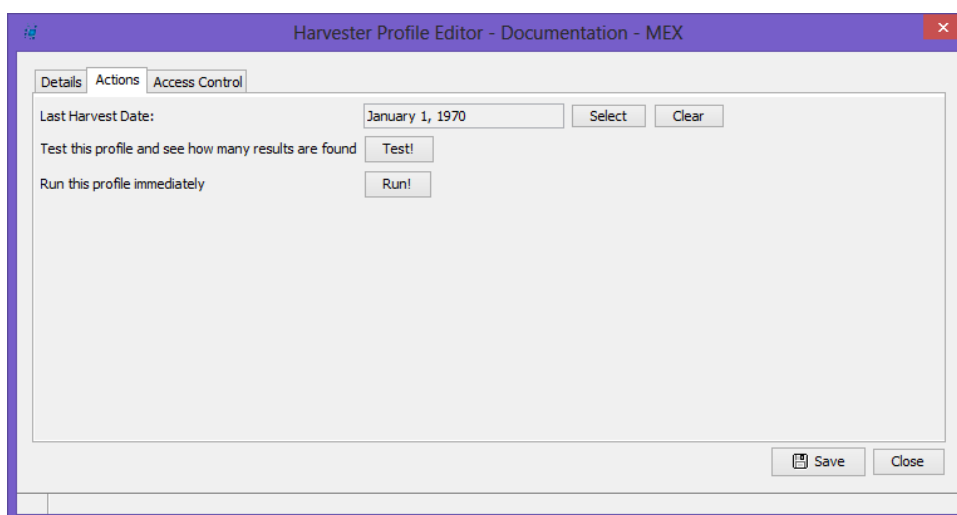 Harvester Profile Editor - Documentation - MEX
Details Actions Access Control
Last Harvest Date: January 1, 1970 Select Clear
Test this profile and see how many results are found Test!
Run this profile immediately Run!
Save Close